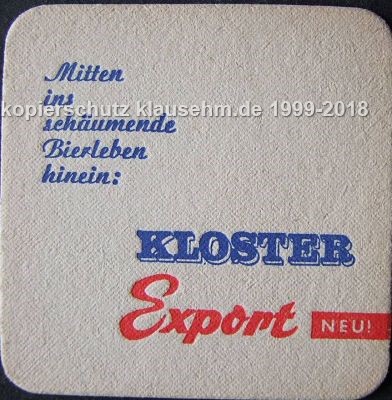 Mitten
ins
kopierschutz klausehm.de 1999-2018
schäumende
Bierleben
hinein:
KLOSTER
Export NEU!